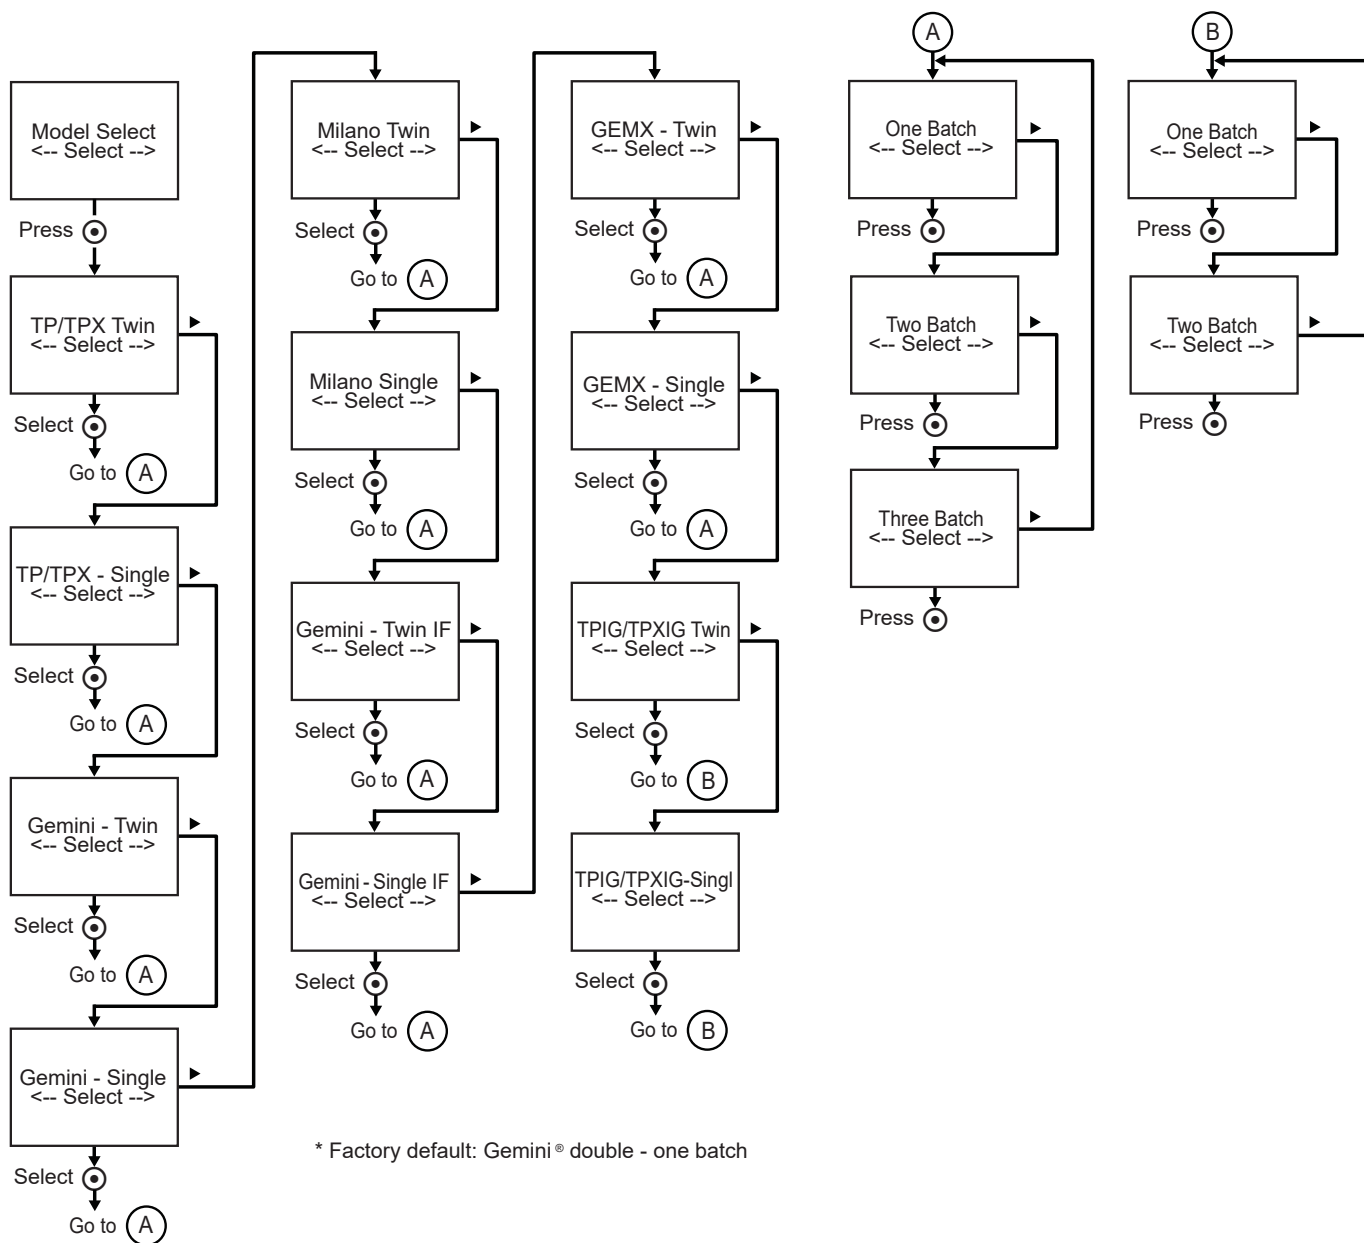 Model Select
<-- Select -->
Press
TP/TPX Twin
<-- Select -->
Select
Go to A
TP/TPX - Single
<-- Select -->
Select
Go to A
Gemini - Twin
<-- Select -->
Select
Go to A
Gemini - Single
<-- Select -->
Select
Go to A
Milano Twin
<-- Select -->
Select
Go to A
Milano Single
<-- Select -->
Select
Go to A
Gemini - Twin IF
<-- Select -->
Select
Go to A
Gemini - Single IF
<-- Select -->
Select
Go to A
GEMX - Twin
<-- Select -->
Select
Go to A
GEMX - Single
<-- Select -->
Select
Go to A
TPIG/TPXIG Twin
<-- Select -->
Select
Go to B
TPIG/TPXIG-Singl
<-- Select -->
Select
Go to B
A
One Batch
<-- Select -->
Press
Two Batch
<-- Select -->
Press
Three Batch
<-- Select -->
Press
B
One Batch
<-- Select -->
Press
Two Batch
<-- Select -->
Press
* Factory default: Gemini® double - one batch